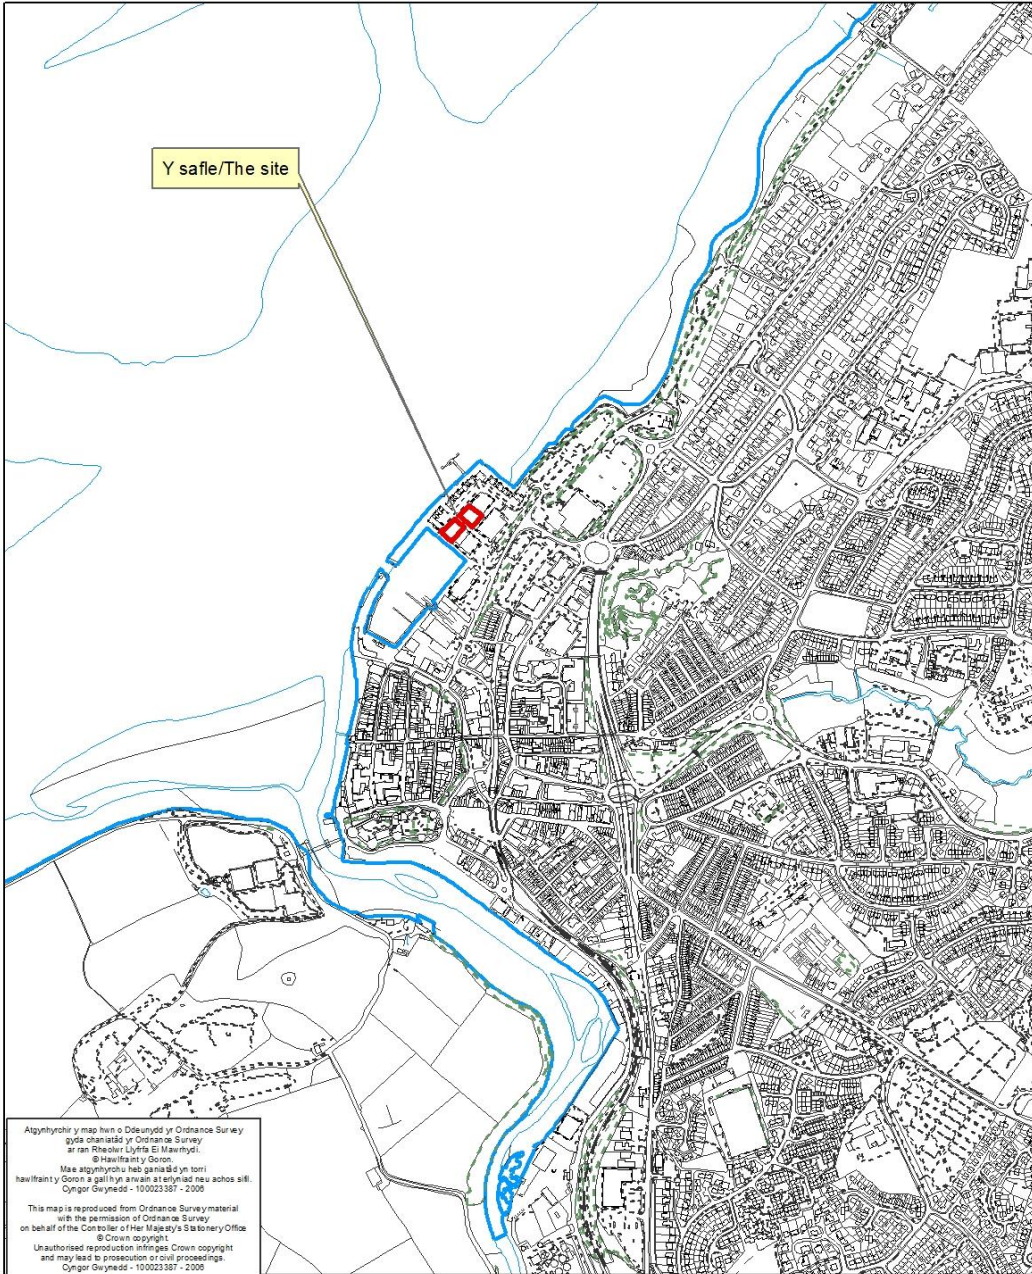 Y safle/The site
Atgynhyrchir y map hwn o Ddeunydd yr Ordnance Survey
gyda chaniatâd yr Ordnance Survey
ar ran Rheolwr Llyfrfa Ei Mawrhydi.
© Hawlfraint y Goron.
Mae atgynhyrchu heb ganiatâd yn torri
hawlfraint y Goron a gall hyn arwain at erlyniad neu achos sifil.
Cyngor Gwynedd - 100023387 - 2006
This map is reproduced from Ordnance Survey material
with the permission of Ordnance Survey
on behalf of the Controller of Her Majesty's Stationery Office
© Crown copyright.
Unauthorised reproduction infringes Crown copyright
and may lead to prosecution or civil proceedings.
Cyngor Gwynedd - 100023387 - 2006